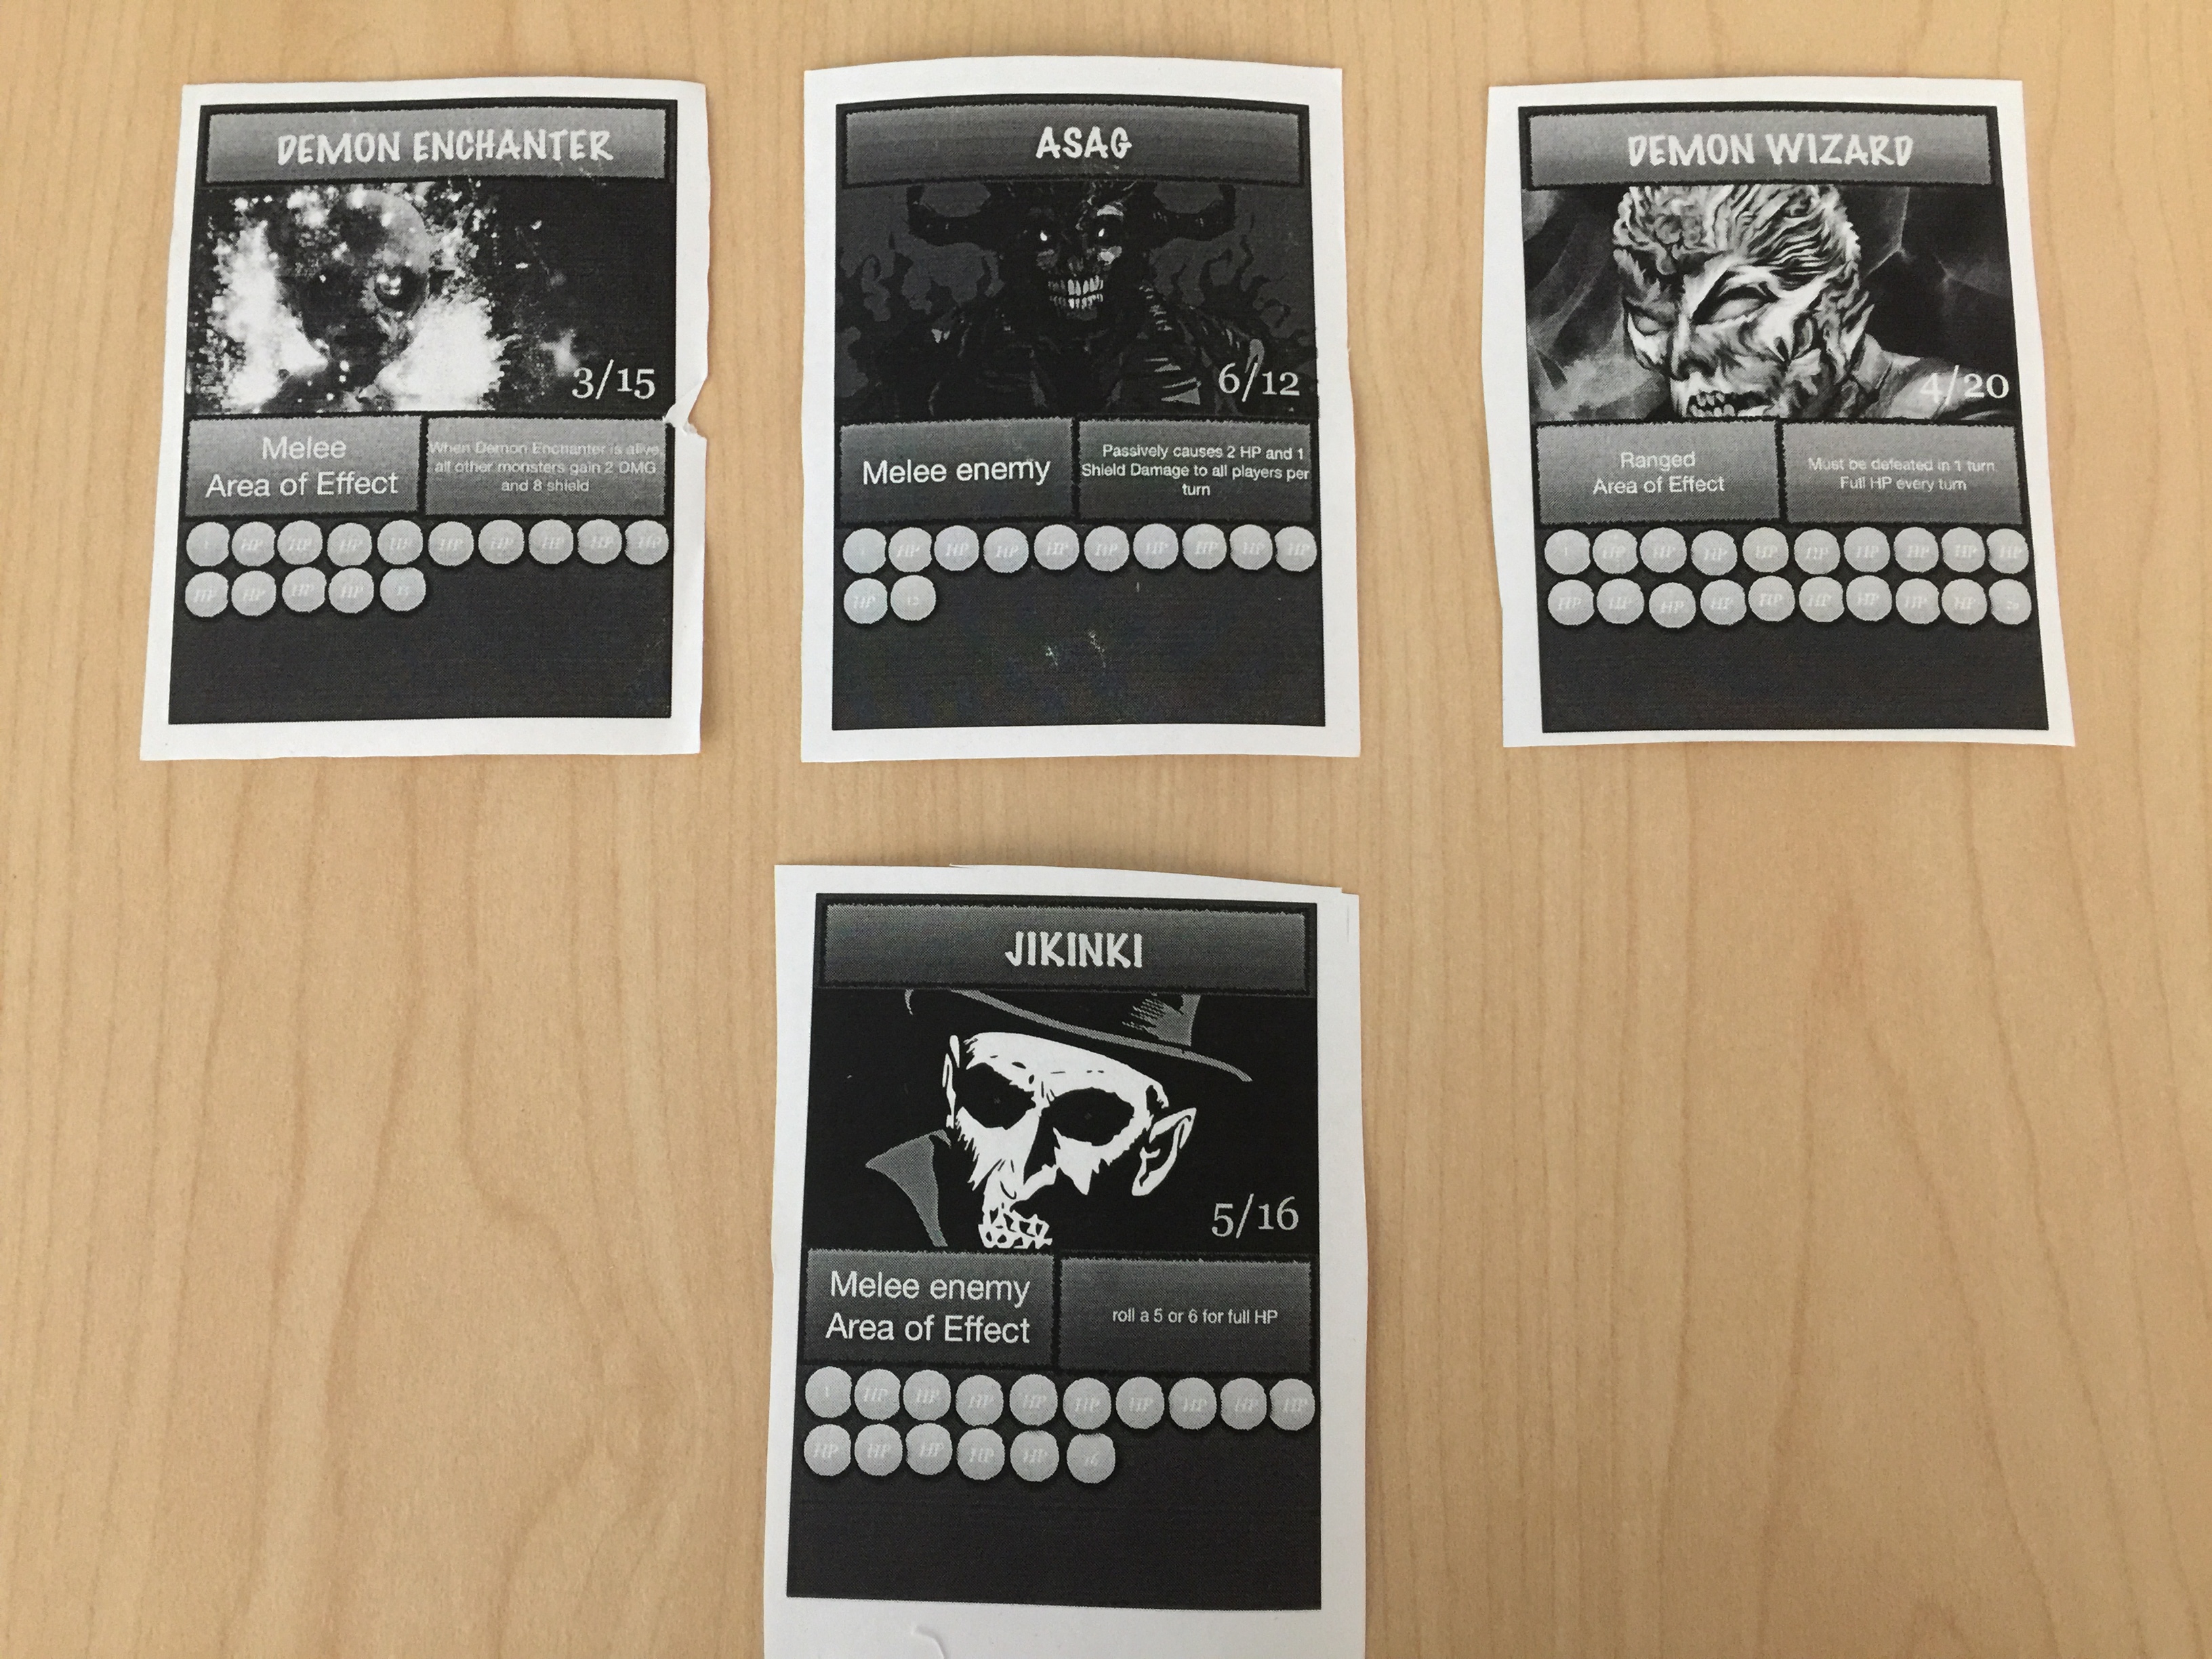 DEMON ENCHANTER
3/15
Melee
Area of Effect
When Demon Enchanter is alive,
all other monsters gain 2 DMG
and 8 shield
1 HP HP HP HP HP HP HP HP HP
HP HP HP HP 15
ASAG
6/12
Melee enemy
Passively causes 2 HP and 1
Shield Damage to all players per
turn
1 HP HP HP HP HP HP HP HP HP
HP 12
DEMON WIZARD
4/20
Ranged
Area of Effect
Must be defeated in 1 turn
Full HP every turn
1 HP HP HP HP HP HP HP HP HP
HP HP HP HP HP HP HP HP HP 20
JIKINKI
5/16
Melee enemy
Area of Effect
roll a 5 or 6 for full HP
1 HP HP HP HP HP HP HP HP HP
HP HP HP HP HP 16